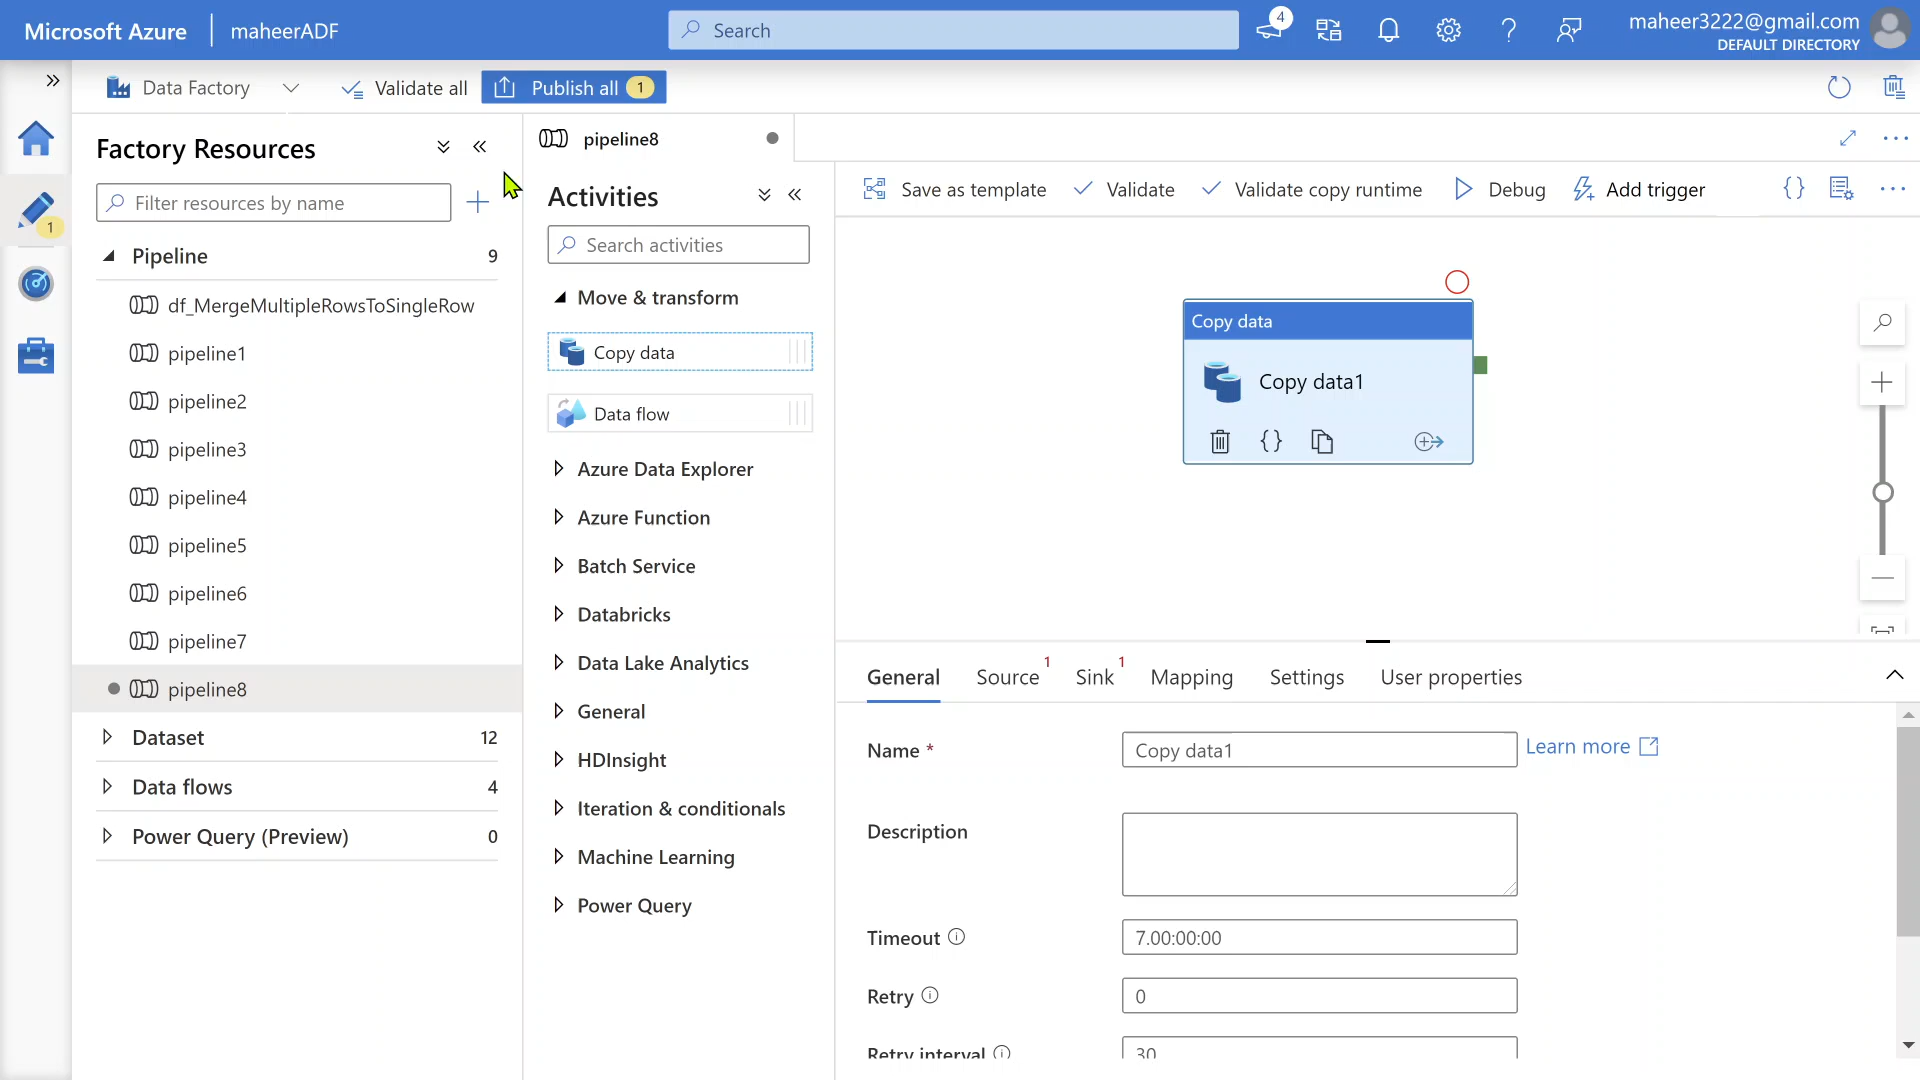 Microsoft Azure
maheerADF
Search
4
maheer3222@gmail.com
DEFAULT DIRECTORY
Data Factory
Validate all
Publish all 1
Factory Resources
Filter resources by name
1
Pipeline 9
df_MergeMultipleRowsToSingleRow
pipeline1
pipeline2
pipeline3
pipeline4
pipeline5
pipeline6
pipeline7
pipeline8
Dataset 12
Data flows 4
Power Query (Preview) 0
pipeline8
Activities
Search activities
Move & transform
Copy data
Data flow
Azure Data Explorer
Azure Function
Batch Service
Databricks
Data Lake Analytics
General
HDInsight
Iteration & conditionals
Machine Learning
Power Query
Save as template
Validate
Validate copy runtime
Debug
Add trigger
Copy data
Copy data1
General
Source 1
Sink 1
Mapping
Settings
User properties
Name *
Copy data1
Learn more
Description
Timeout
7.00:00:00
Retry
0
Retry interval
30